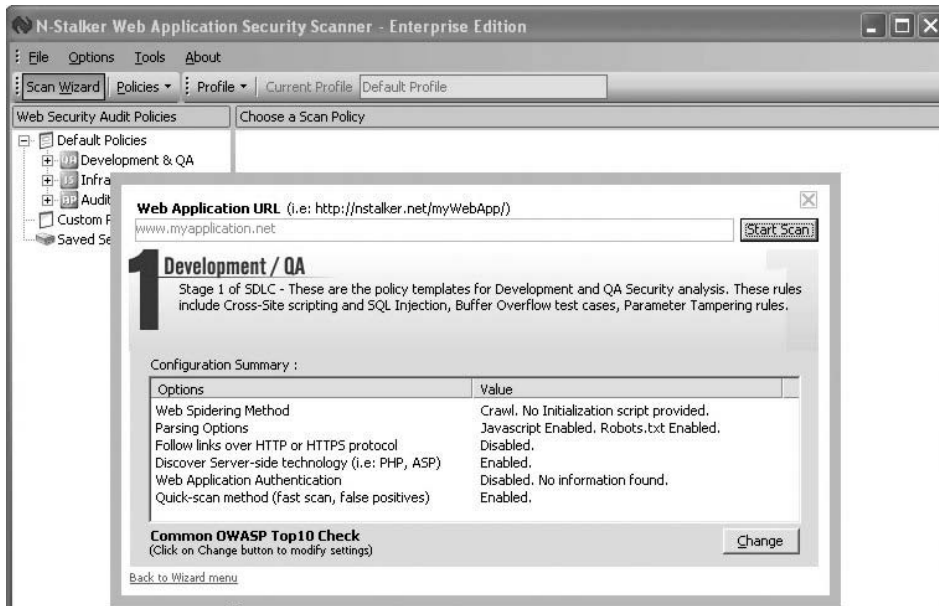 N-Stalker Web Application Security Scanner - Enterprise Edition
File Options Tools About
Scan Wizard Policies Profile Current Profile Default Profile
Web Security Audit Policies Choose a Scan Policy
Default Policies
QA Development & QA
IS Infra
Audit
Custom P
Saved Se
Web Application URL (i.e: http://nstalker.net/myWebApp/)
www.myapplication.net Start Scan
1 Development / QA
Stage 1 of SDLC - These are the policy templates for Development and QA Security analysis. These rules
include Cross-Site scripting and SQL Injection, Buffer Overflow test cases, Parameter Tampering rules.
Configuration Summary :
Options Value
Web Spidering Method Crawl. No Initialization script provided.
Parsing Options Javascript Enabled. Robots.txt Enabled.
Follow links over HTTP or HTTPS protocol Disabled.
Discover Server-side technology (i.e: PHP, ASP) Enabled.
Web Application Authentication Disabled. No information found.
Quick-scan method (fast scan, false positives) Enabled.
Common OWASP Top10 Check
(Click on Change button to modify settings) Change
Back to Wizard menu